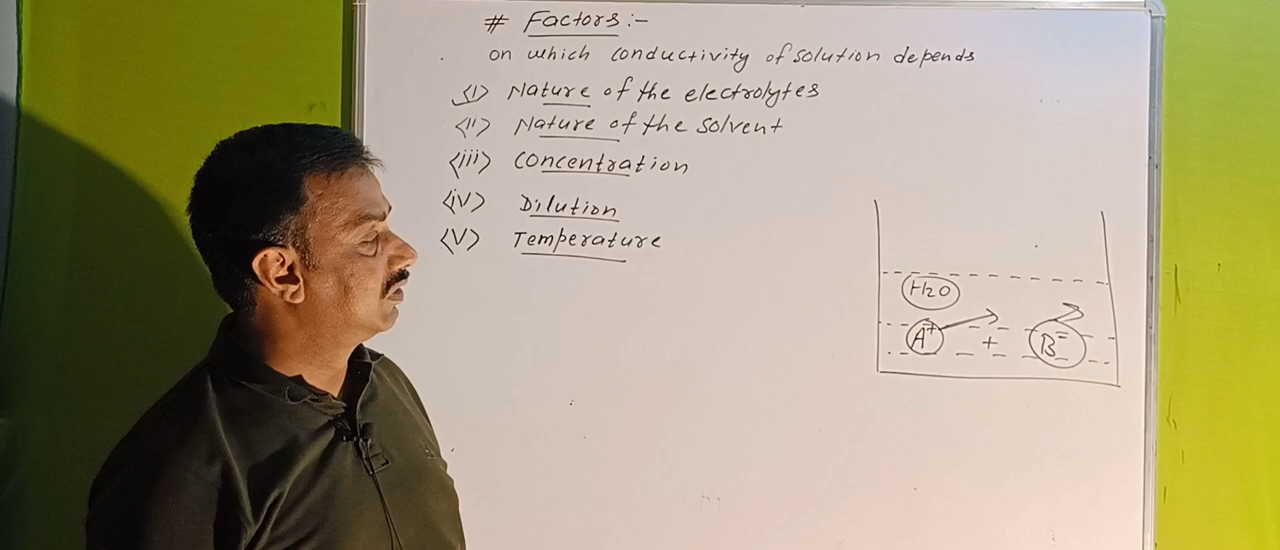 # Factors:-
on which conductivity of solution depends
<i> Nature of the electrolytes
<ii> Nature of the solvent
<iii> Concentration
<iv> Dilution
<v> Temperature
H2O
A+ + B-